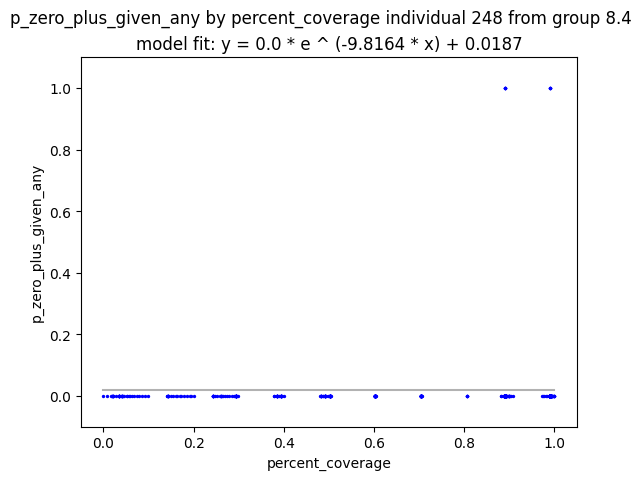 p_zero_plus_given_any by percent_coverage individual 248 from group 8.4
model fit: y = 0.0 * e ^ (-9.8164 * x) + 0.0187
1.0
0.8
0.6
0.4
0.2
0.0
p_zero_plus_given_any
0.0 0.2 0.4 0.6 0.8 1.0
percent_coverage